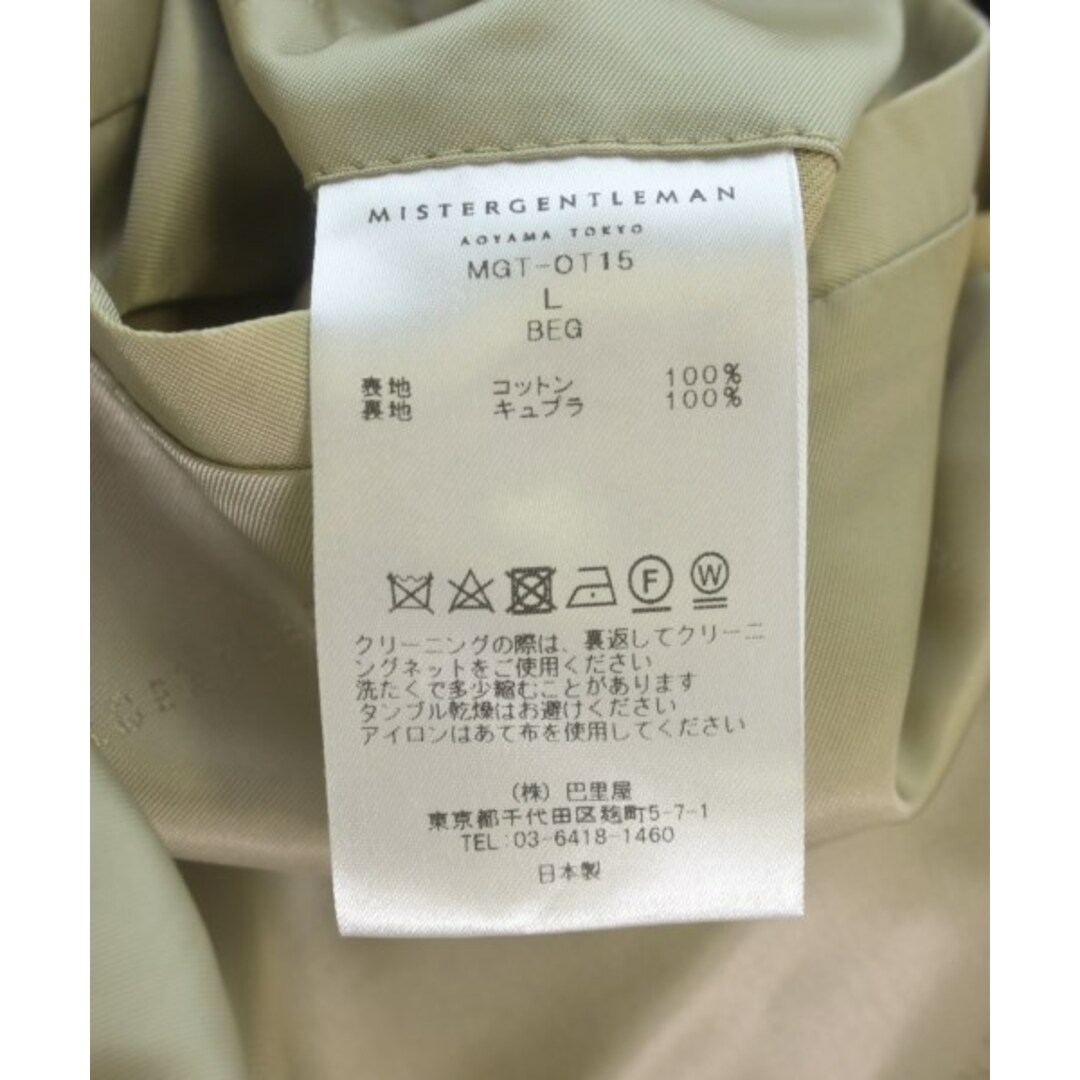 MISTERGENTLEMAN
AOYAMA TOKYO
MGT-OT15
L
BEG
表地 コットン 100%
裏地 キュプラ 100%
F W
クリーニングの際は、裏返してクリーニ
ングネットをご使用ください
洗たくで多少縮むことがあります
タンブル乾燥はお避けください
アイロンはあて布を使用してください
(株) 巴里屋
東京都千代田区麹町5-7-1
TEL:03-6418-1460
日本製